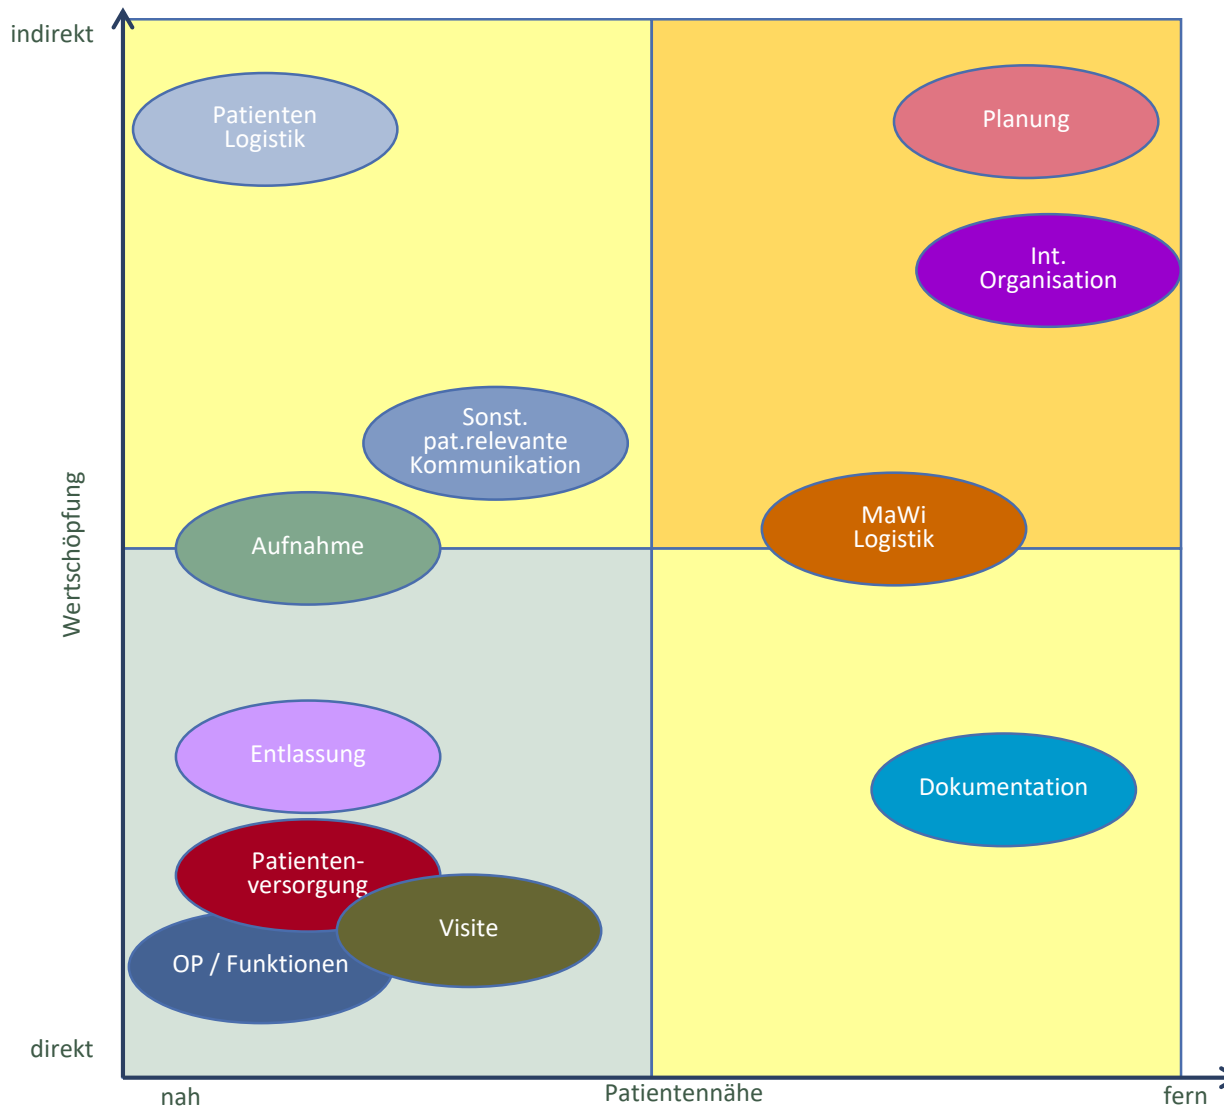 indirekt
Patienten
Logistik
Planung
Int.
Organisation
Sonst.
pat.relevante
Kommunikation
Wertschöpfung
MaWi
Logistik
Aufnahme
Entlassung
Dokumentation
Patienten-
versorgung
Visite
OP / Funktionen
direkt
nah
Patientennähe
fern